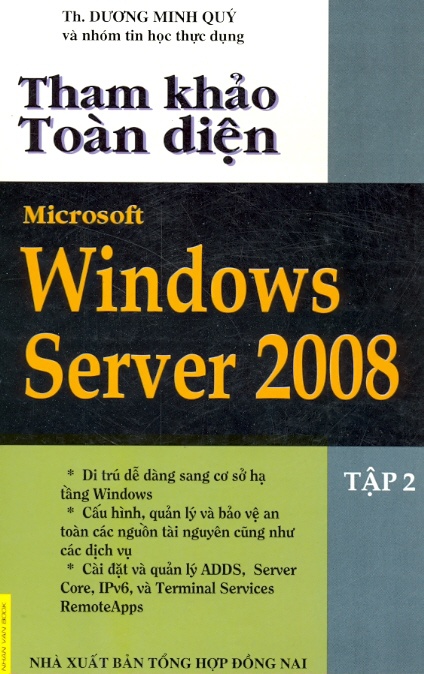 Th. DƯƠNG MINH QUÝ
và nhóm tin học thực dụng
Tham khảo
Toàn diện
Microsoft
Windows
Server 2008
* Di trú dễ dàng sang cơ sở hạ
tầng Windows
* Cấu hình, quản lý và bảo vệ an
toàn các nguồn tài nguyên cũng như
các dịch vụ
* Cài đặt và quản lý ADDS, Server
Core, IPv6, và Terminal Services
RemoteApps
TẬP 2
NHÂN VĂN BOOK
NHÀ XUẤT BẢN TỔNG HỢP ĐỒNG NAI